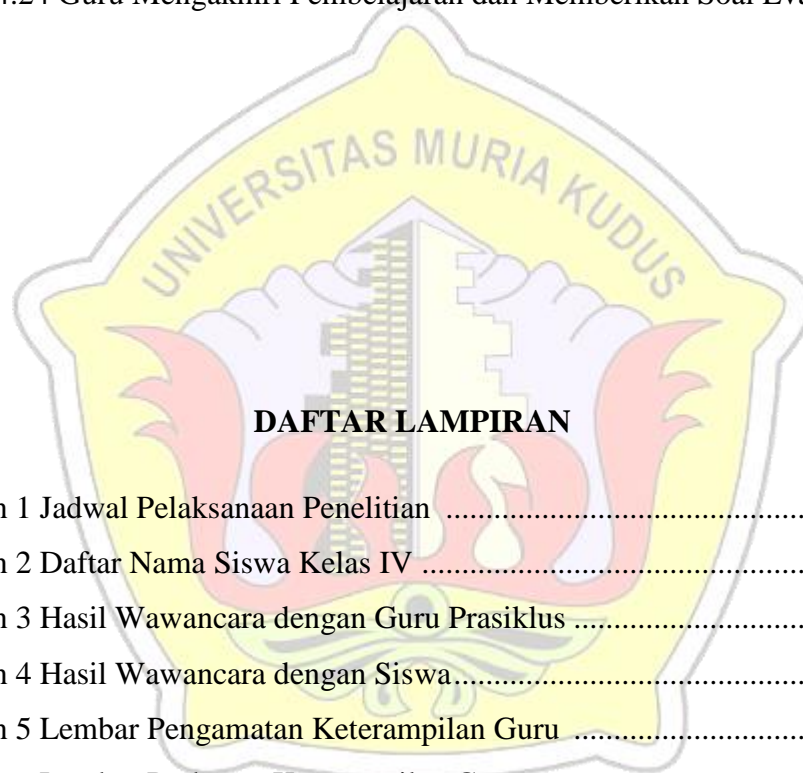 4.24 Guru Mengakhiri Pembelajaran dan Memberikan Soal
UNIVERSITAS MURIA KUDUS
DAFTAR LAMPIRAN
n 1 Jadwal Pelaksanaan Penelitian ........................................
n 2 Daftar Nama Siswa Kelas IV ........................................
n 3 Hasil Wawancara dengan Guru Prasiklus ........................................
n 4 Hasil Wawancara dengan Siswa ........................................
n 5 Lembar Pengamatan Keterampilan Guru ........................................